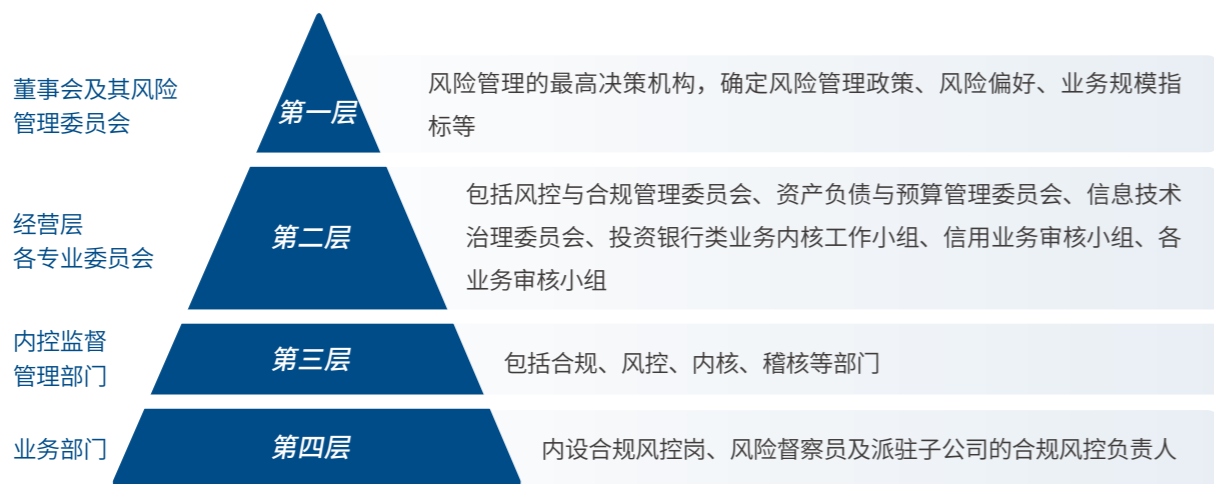 董事会及其风险
管理委员会
第一层
风险管理的最高决策机构，确定风险管理政策、风险偏好、业务规模指
标等
经营层
各专业委员会
第二层
包括风控与合规管理委员会、资产负债与预算管理委员会、信息技术
治理委员会、投资银行类业务内核工作小组、信用业务审核小组、各
业务审核小组
内控监督
管理部门
第三层
包括合规、风控、内核、稽核等部门
业务部门
第四层
内设合规风控岗、风险督察员及派驻子公司的合规风控负责人